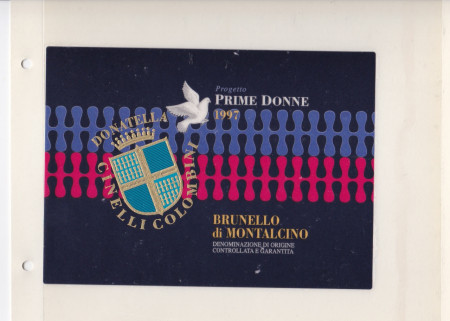 Progetto
PRIME DONNE
1997
DONATELLA
CINELLI COLOMBINI
BRUNELLO
di MONTALCINO
DENOMINAZIONE DI ORIGINE
CONTROLLATA E GARANTITA